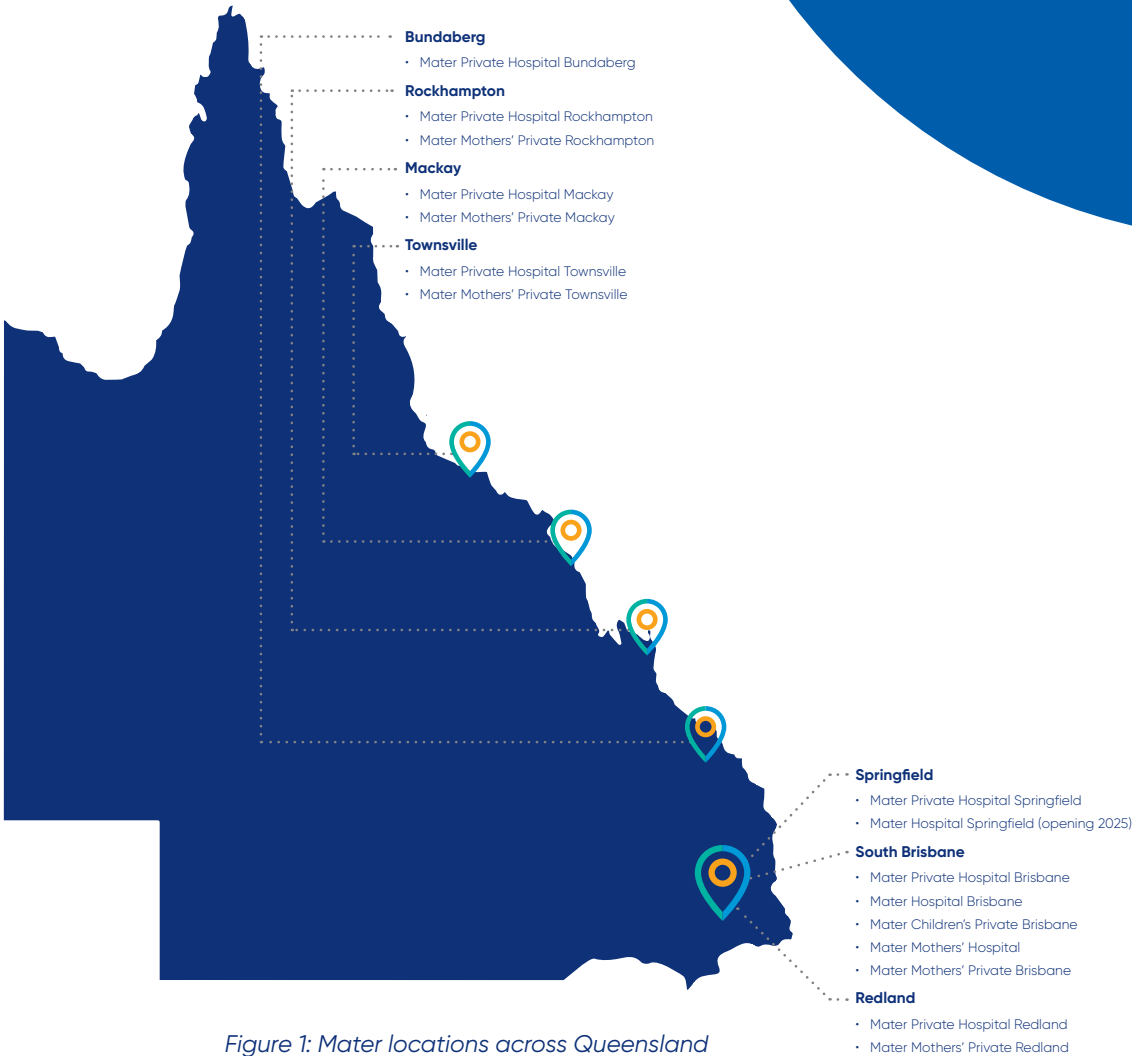 Bundaberg
• Mater Private Hospital Bundaberg
Rockhampton
• Mater Private Hospital Rockhampton
• Mater Mothers’ Private Rockhampton
Mackay
• Mater Private Hospital Mackay
• Mater Mothers’ Private Mackay
Townsville
• Mater Private Hospital Townsville
• Mater Mothers’ Private Townsville
Springfield
• Mater Private Hospital Springfield
• Mater Hospital Springfield (opening 2025)
South Brisbane
• Mater Private Hospital Brisbane
• Mater Hospital Brisbane
• Mater Children’s Private Brisbane
• Mater Mothers’ Hospital
• Mater Mothers’ Private Brisbane
Redland
• Mater Private Hospital Redland
• Mater Mothers’ Private Redland
Figure 1: Mater locations across Queensland